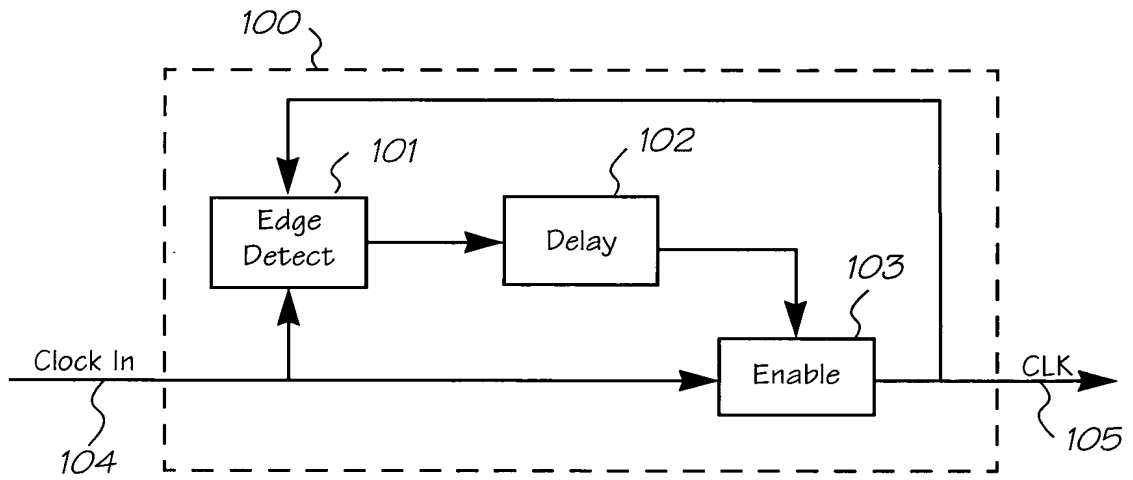 100
101
102
Edge
Detect
Delay
103
Clock In
Enable
CLK
104
105